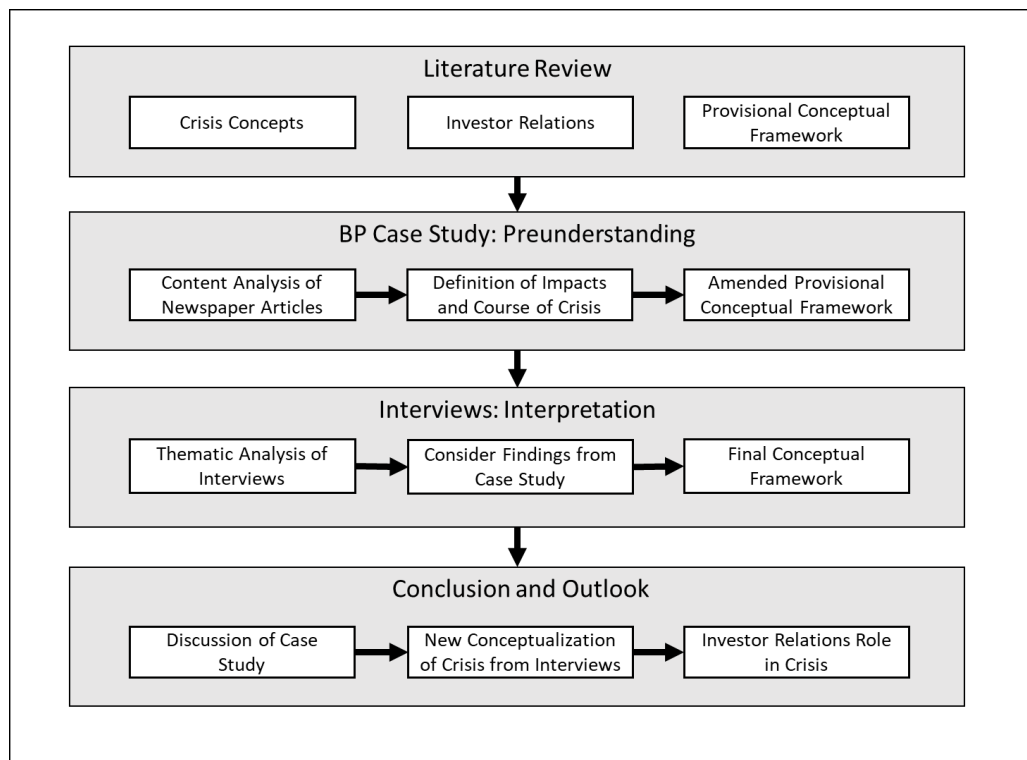 Literature Review
Crisis Concepts
Investor Relations
Provisional Conceptual
Framework
BP Case Study: Preunderstanding
Content Analysis of
Newspaper Articles
Definition of Impacts
and Course of Crisis
Amended Provisional
Conceptual Framework
Interviews: Interpretation
Thematic Analysis of
Interviews
Consider Findings from
Case Study
Final Conceptual
Framework
Conclusion and Outlook
Discussion of Case
Study
New Conceptualization
of Crisis from Interviews
Investor Relations Role
in Crisis